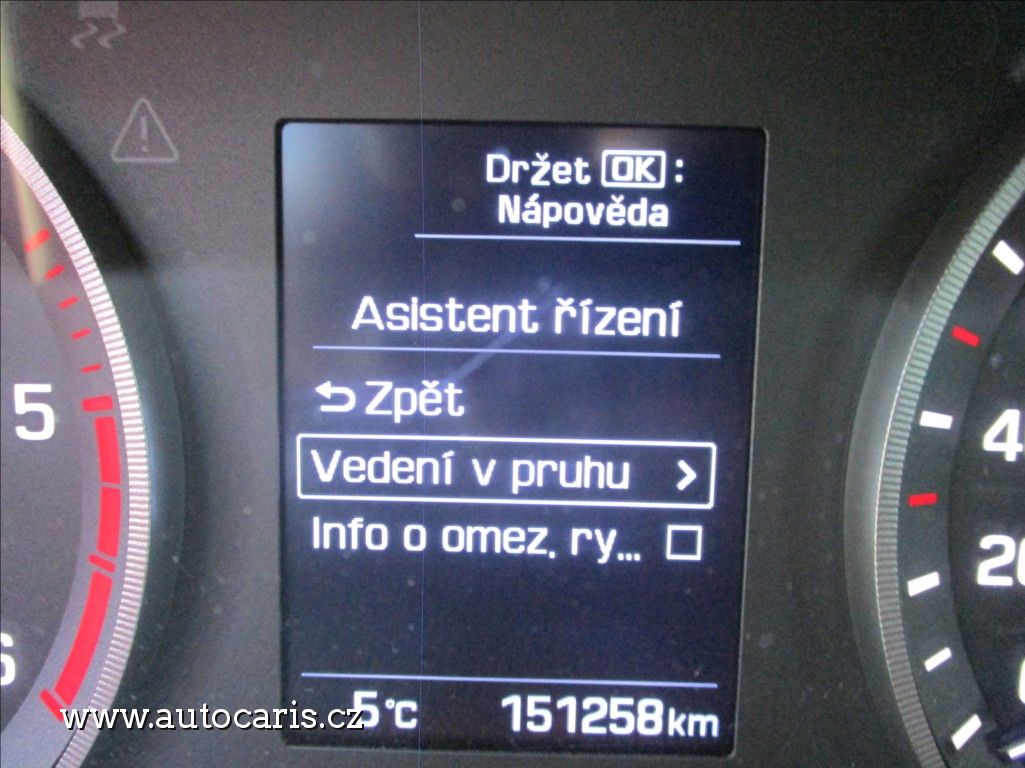 Držet OK :
Nápověda
Asistent řízení
Zpět
Vedení v pruhu >
Info o omez. ry...
5°C 151258km
5
6
4
20
www.autocaris.cz